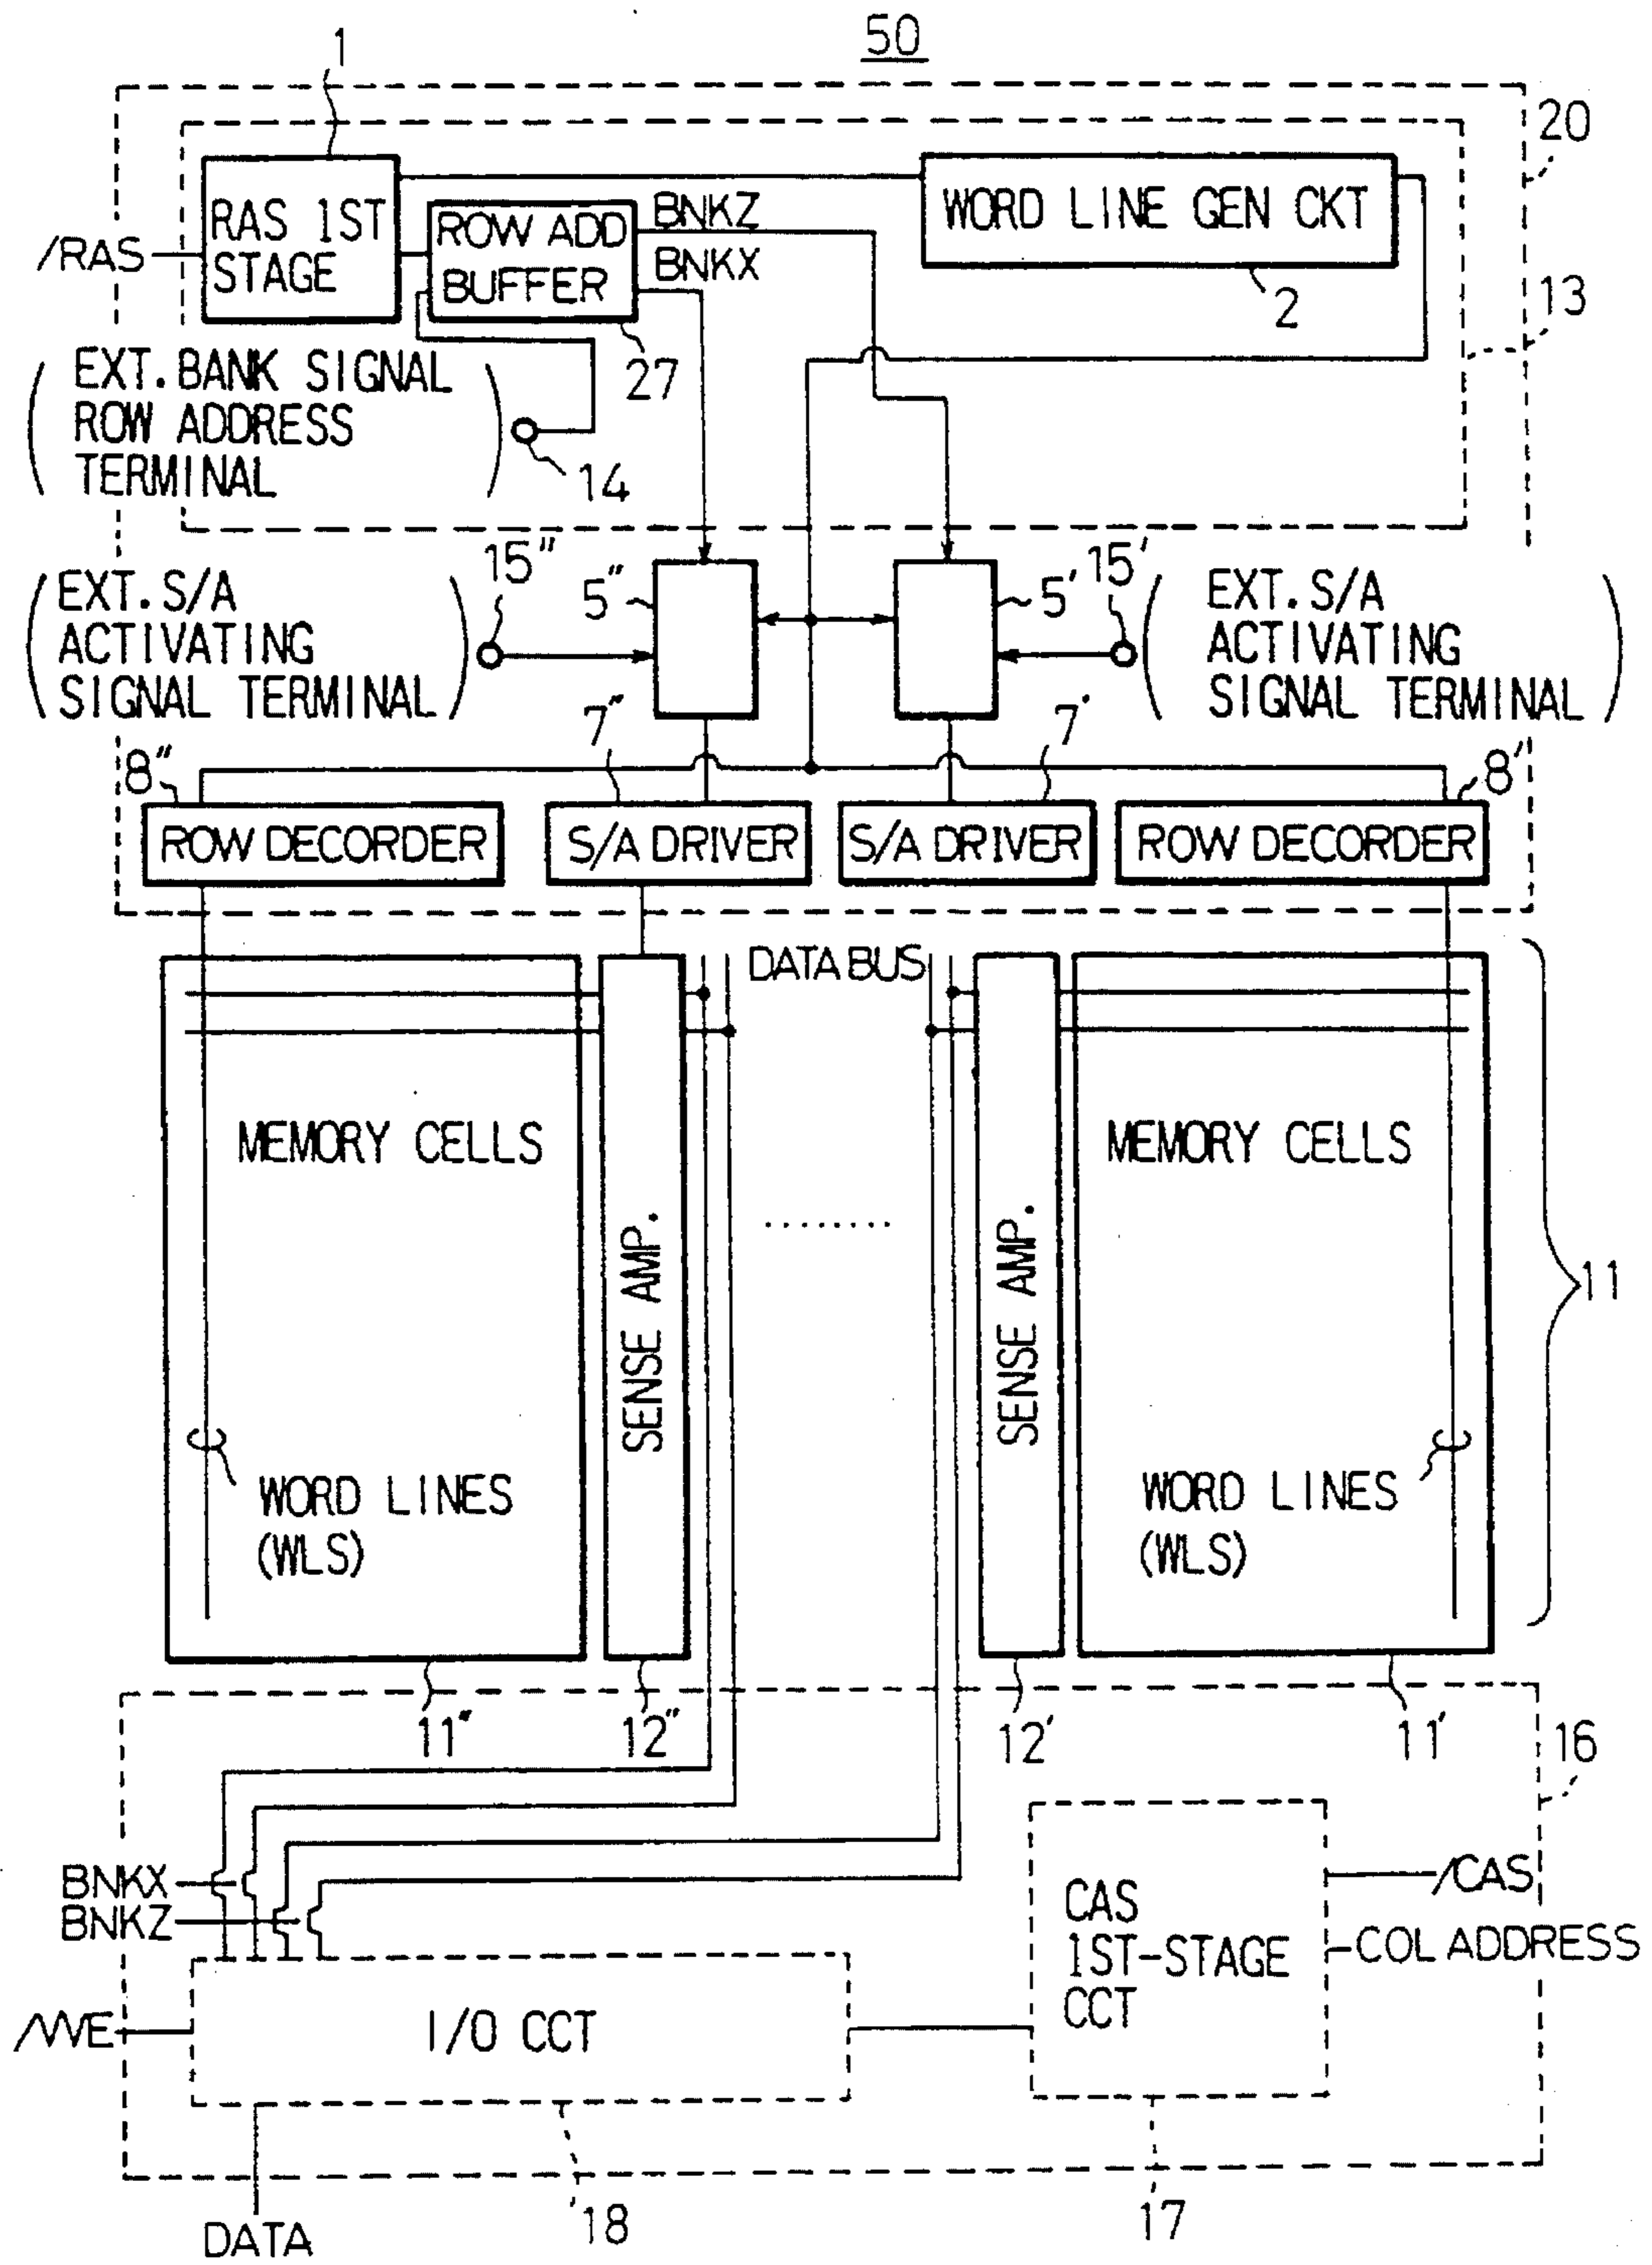 50
1
20
RAS 1ST
STAGE
WORD LINE GEN CKT
BNKZ
ROW ADD
BUFFER
/RAS
BNKX
2
13
27
( EXT. BANK SIGNAL
ROW ADDRESS
TERMINAL )
14
15"
5"
5'
15'
( EXT. S/A
ACTIVATING
SIGNAL TERMINAL )
( EXT. S/A
ACTIVATING
SIGNAL TERMINAL )
7"
7'
8"
8'
ROW DECORDER
S/A DRIVER
S/A DRIVER
ROW DECORDER
DATA BUS
MEMORY CELLS
MEMORY CELLS
SENSE AMP.
SENSE AMP.
........
11
WORD LINES
(WLS)
WORD LINES
(WLS)
11"
12"
12'
11'
16
BNKX
BNKZ
CAS
1ST-STAGE
CCT
/CAS
COL ADDRESS
/WE
I/O CCT
18
17
DATA